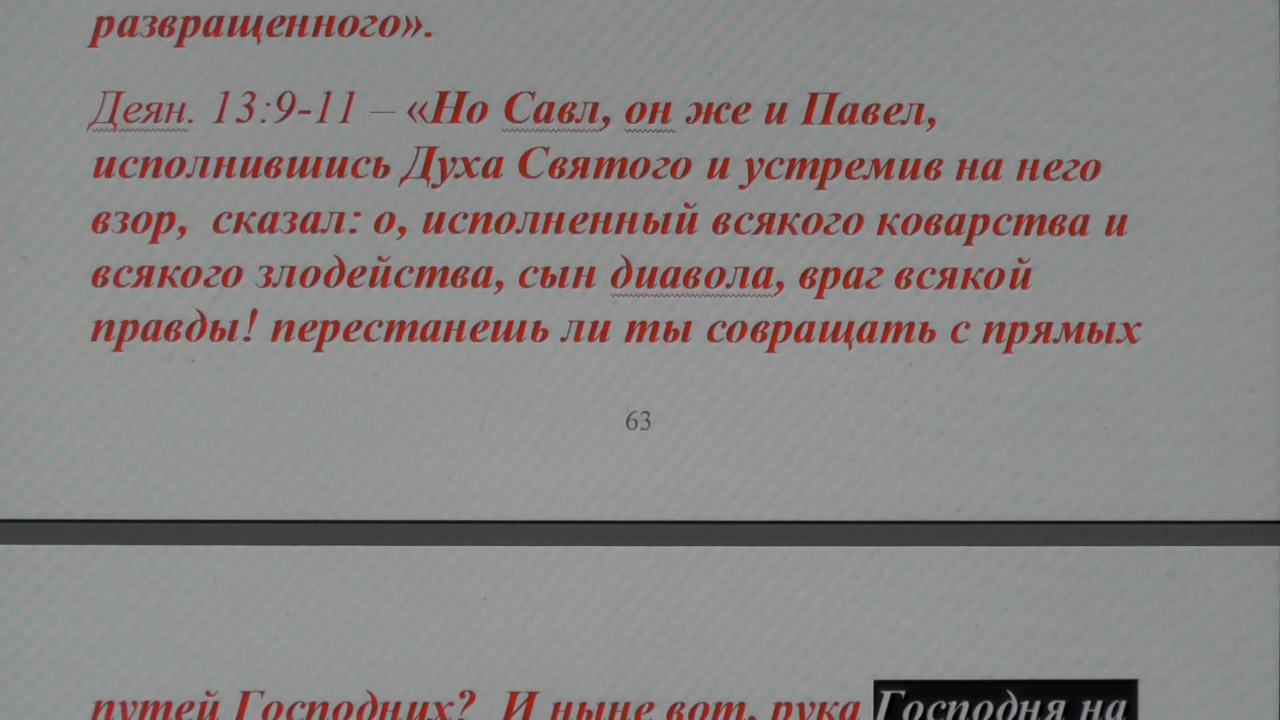 развращенного».
Деян. 13:9-11 – «Но Савл, он же и Павел,
исполнившись Духа Святого и устремив на него
взор, сказал: о, исполненный всякого коварства и
всякого злодейства, сын диавола, враг всякой
правды! перестанешь ли ты совращать с прямых
63
путей Господних? И ныне вот, рука Господня на